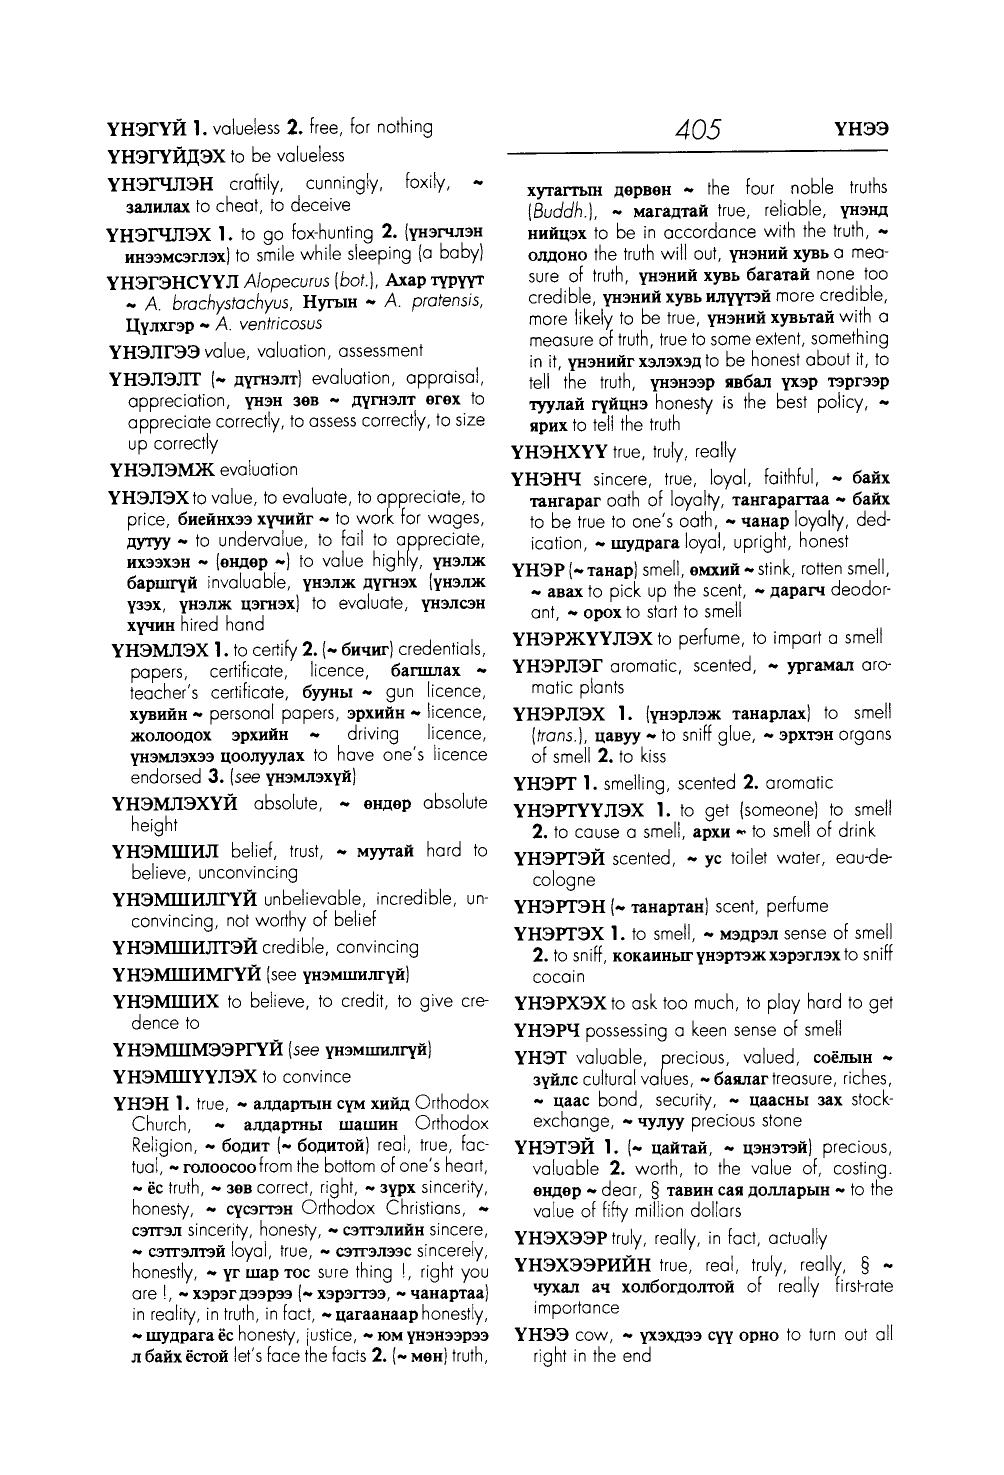 ҮНЭГҮЙ 1. valueless 2. free, for nothing
ҮНЭГҮЙДЭХ to be valueless
ҮНЭГЧЛЭН craftily, cunningly, foxily, ~
залилах to cheat, to deceive
ҮНЭГЧЛЭХ 1. to go fox-hunting 2. (үнэгчлэн
инээмсэглэх) to smile while sleeping (a baby)
ҮНЭГЭНСҮҮЛ Alopecurus (bot.), Ахар түрүүт
~ A. brachystachyus, Нугын ~ A. pratensis,
Цүлхгэр ~ A. ventricosus
ҮНЭЛГЭЭ value, valuation, assessment
ҮНЭЛЭЛТ (~ дүгнэлт) evaluation, appraisal,
appreciation, үнэн зөв ~ дүгнэлт өгөх to
appreciate correctly, to assess correctly, to size
up correctly
ҮНЭЛЭМЖ evaluation
ҮНЭЛЭХ to value, to evaluate, to appreciate, to
price, биейнхээ хүчийг ~ to work for wages,
дутуу ~ to undervalue, to fail to appreciate,
ихээхэн ~ (өндөр ~) to value highly, үнэлж
баршгүй invaluable, үнэлж дүгнэх (үнэлж
үзэх, үнэлж цэгнэх) to evaluate, үнэлсэн
хүчин hired hand
ҮНЭМЛЭХ 1. to certify 2. (~ бичиг) credentials,
papers, certificate, licence, багшлах ~
teacher's certificate, бууны ~ gun licence,
хувийн ~ personal papers, эрхийн ~ licence,
жолоодох эрхийн ~ driving licence,
үнэмлэхээ цоолуулах to have one's licence
endorsed 3. (see үнэмлэхүй)
ҮНЭМЛЭХҮЙ absolute, ~ өндөр absolute
height
ҮНЭМШИЛ belief, trust, ~ муутай hard to
believe, unconvincing
ҮНЭМШИЛГҮЙ unbelievable, incredible, un-
convincing, not worthy of belief
ҮНЭМШИЛТЭЙ credible, convincing
ҮНЭМШИМГҮЙ (see үнэмшилгүй)
ҮНЭМШИХ to believe, to credit, to give cre-
dence to
ҮНЭМШМЭЭРГҮЙ (see үнэмшилгүй)
ҮНЭМШҮҮЛЭХ to convince
ҮНЭН 1. true, ~ алдартын сүм хийд Orthodox
Church, ~ алдартны шашин Orthodox
Religion, ~ бодит (~ бодитой) real, true, fac-
tual, ~ голоосоо from the bottom of one's heart,
~ ёс truth, ~ зөв correct, right, ~ зүрх sincerity,
honesty, ~ сүсэгтэн Orthodox Christians, ~
сэтгэл sincerity, honesty, ~ сэтгэлийн sincere,
~ сэтгэлтэй loyal, true, ~ сэтгэлээс sincerely,
honestly, ~ үг шар тос sure thing !, right you
are !, ~ хэрэг дээрээ (~ хэрэгтээ, ~ чанартаа)
in reality, in truth, in fact, ~ цагаанаар honestly,
~ шудрага ёс honesty, justice, ~ юм үнэнээрээ
л байх ёстой let's face the facts 2. (~ мөн) truth,
405 ҮНЭЭ
хутагтын дөрвөн ~ the four noble truths
(Buddh.), ~ магадтай true, reliable, үнэнд
нийцэх to be in accordance with the truth, ~
олдоно the truth will out, үнэний хувь a mea-
sure of truth, үнэний хувь багатай none too
credible, үнэний хувь илүүтэй more credible,
more likely to be true, үнэний хувьтай with a
measure of truth, true to some extent, something
in it, үнэнийг хэлэхэд to be honest about it, to
tell the truth, үнэнээр явбал үхэр тэргээр
туулай гүйцнэ honesty is the best policy, ~
ярих to tell the truth
ҮНЭНХҮҮ true, truly, really
ҮНЭНЧ sincere, true, loyal, faithful, ~ байх
тангараг oath of loyalty, тангарагтаа ~ байх
to be true to one's oath, ~ чанар loyalty, ded-
ication, ~ шудрага loyal, upright, honest
ҮНЭР (~ танар) smell, өмхий ~ stink, rotten smell,
~ авах to pick up the scent, ~ дарагч deodor-
ant, ~ орох to start to smell
ҮНЭРЖҮҮЛЭХ to perfume, to impart a smell
ҮНЭРЛЭГ aromatic, scented, ~ ургамал aro-
matic plants
ҮНЭРЛЭХ 1. (үнэрлэж танарлах) to smell
(trans.), цавуу ~ to sniff glue, ~ эрхтэн organs
of smell 2. to kiss
ҮНЭРТ 1. smelling, scented 2. aromatic
ҮНЭРТҮҮЛЭХ 1. to get (someone) to smell
2. to cause a smell, архи ~ to smell of drink
ҮНЭРТЭЙ scented, ~ ус toilet water, eau-de-
cologne
ҮНЭРТЭН (~ танартан) scent, perfume
ҮНЭРТЭХ 1. to smell, ~ мэдрэл sense of smell
2. to sniff, кокаиныг үнэртэж хэрэглэх to sniff
cocain
ҮНЭРХЭХ to ask too much, to play hard to get
ҮНЭРЧ possessing a keen sense of smell
ҮНЭТ valuable, precious, valued, соёлын ~
зүйлс cultural values, ~ баялаг treasure, riches,
~ цаас bond, security, ~ цаасны зах stock-
exchange, ~ чулуу precious stone
ҮНЭТЭЙ 1. (~ цайтай, ~ цэнэтэй) precious,
valuable 2. worth, to the value of, costing.
өндөр ~ dear, § тавин сая долларын ~ to the
value of fifty million dollars
ҮНЭХЭЭР truly, really, in fact, actually
ҮНЭХЭЭРИЙН true, real, truly, really, § ~
чухал ач холбогдолтой of really first-rate
importance
ҮНЭЭ cow, ~ үхэхдээ сүү орно to turn out all
right in the end